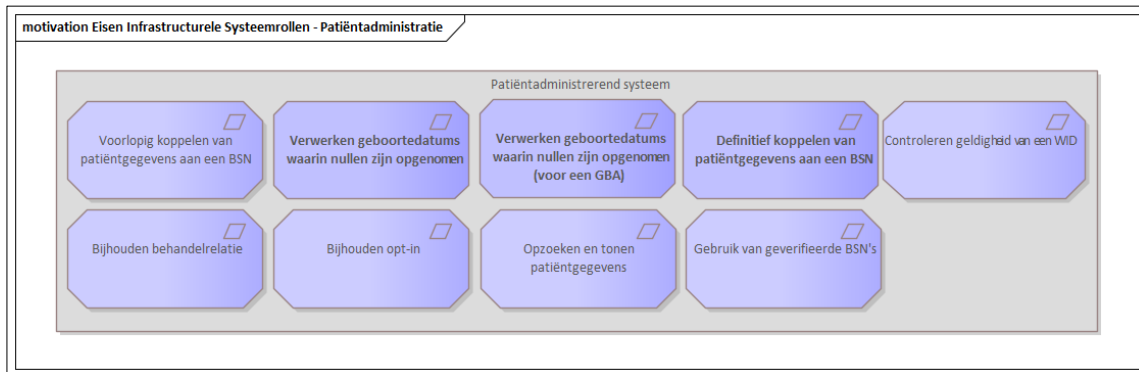 motivation Eisen Infrastructurele Systeemrollen - Patiëntadministratie
Patiëntadministrerend systeem
Voorlopig koppelen van
patiëntgegevens aan een BSN
Verwerken geboortedatums
waarin nullen zijn opgenomen
Verwerken geboortedatums
waarin nullen zijn opgenomen
(voor een GBA)
Definitief koppelen van
patiëntgegevens aan een BSN
Controleren geldigheid van een WID
Bijhouden behandelrelatie
Bijhouden opt-in
Opzoeken en tonen
patiëntgegevens
Gebruik van geverifieerde BSN's